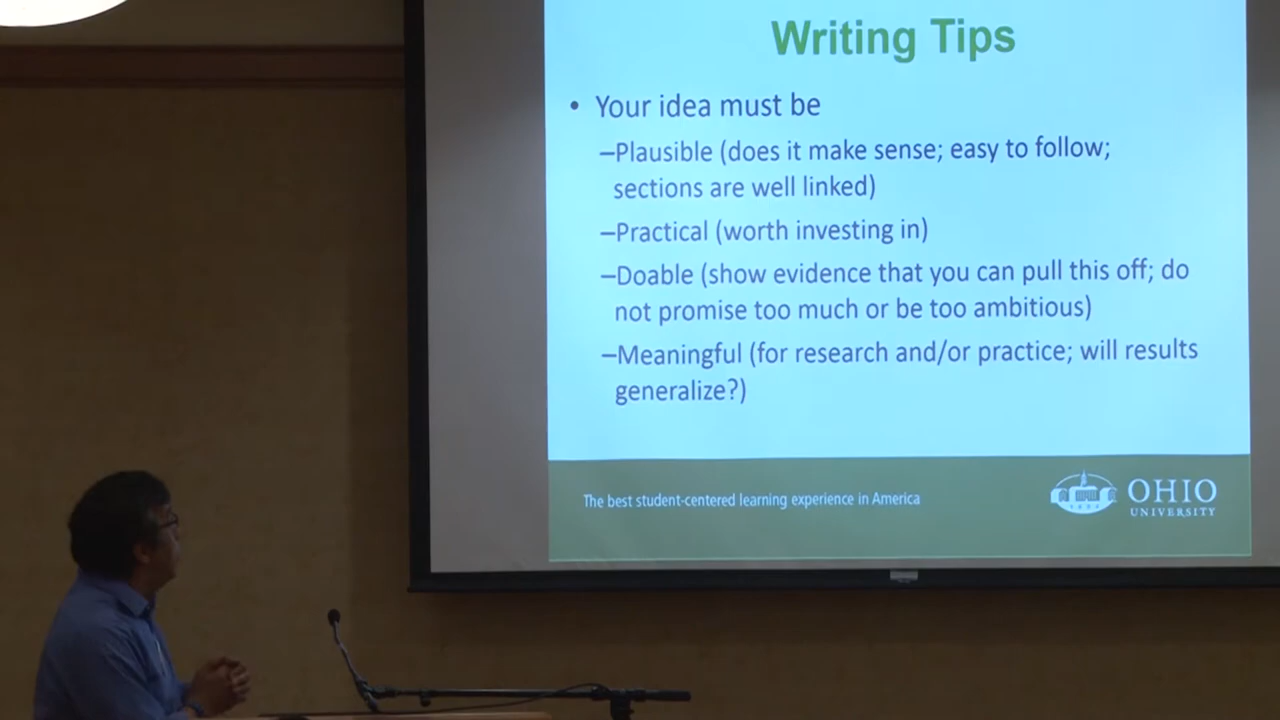 Writing Tips
• Your idea must be
–Plausible (does it make sense; easy to follow;
sections are well linked)
–Practical (worth investing in)
–Doable (show evidence that you can pull this off; do
not promise too much or be too ambitious)
–Meaningful (for research and/or practice; will results
generalize?)
The best student-centered learning experience in America
OHIO
UNIVERSITY